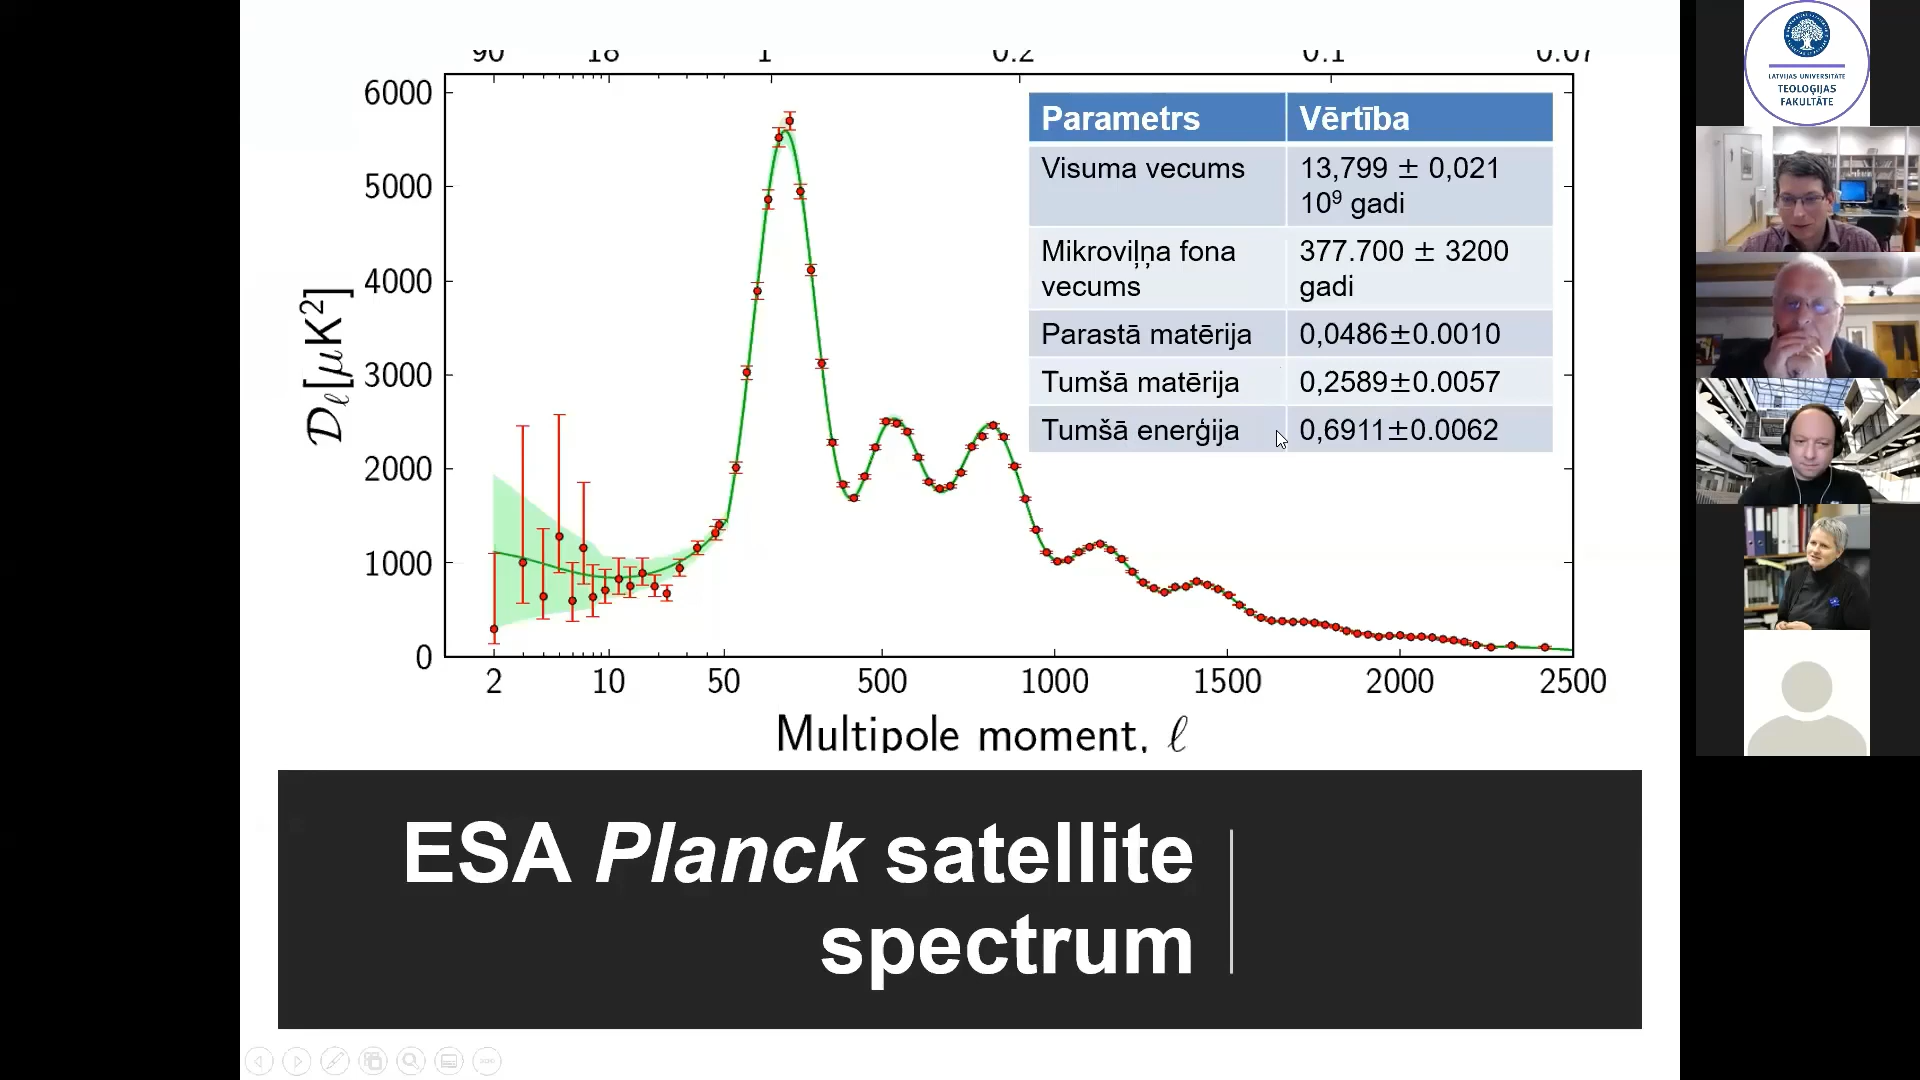 90 18 1 0.2 0.1 0.07
6000
5000
4000
3000
2000
1000
0
𝒟ℓ[μK²]
2 10 50 500 1000 1500 2000 2500
Multipole moment, ℓ
Parametrs Vērtība
Visuma vecums 13,799 ± 0,021
10⁹ gadi
Mikroviļņa fona 377.700 ± 3200
vecums gadi
Parastā matērija 0,0486±0.0010
Tumšā matērija 0,2589±0.0057
Tumšā enerģija 0,6911±0.0062
ESA Planck satellite
spectrum
LATVIJAS UNIVERSITĀTE
TEOLOĢIJAS
FAKULTĀTE